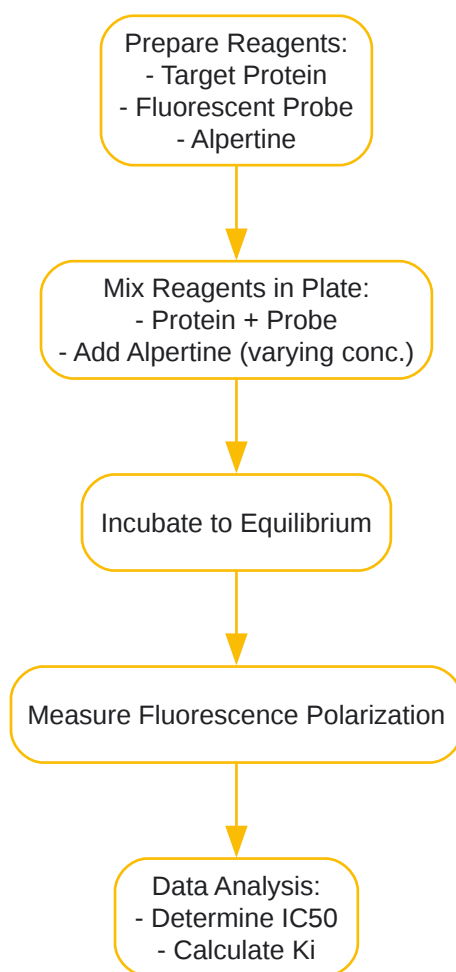 Prepare Reagents:
- Target Protein
- Fluorescent Probe
- Alpertine
Mix Reagents in Plate:
- Protein + Probe
- Add Alpertine (varying conc.)
Incubate to Equilibrium
Measure Fluorescence Polarization
Data Analysis:
- Determine IC50
- Calculate Ki